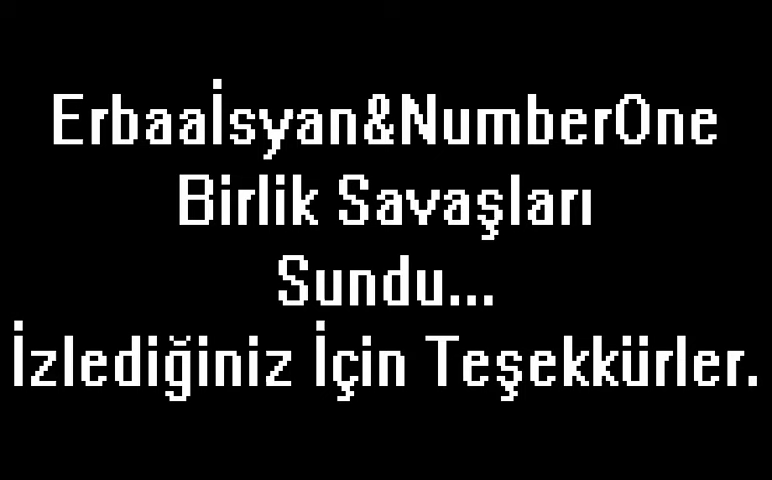 Erbaaİsyan&NumberOne
Birlik Savaşları
Sundu...
İzlediğiniz İçin Teşekkürler.